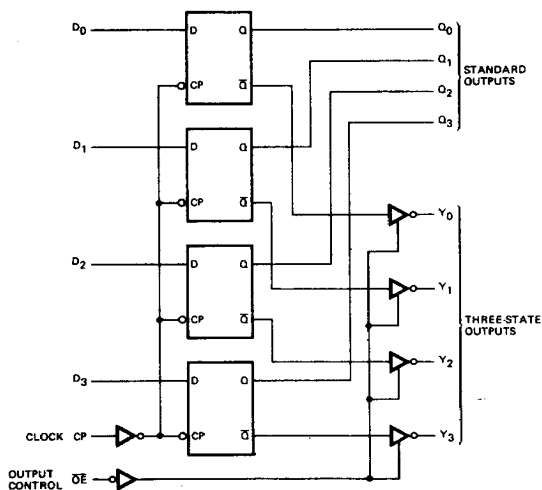 D0 D Q Q0
Q1
STANDARD
OUTPUTS
CP Q̅ Q2
D1 D Q Q3
CP Q̅ Y0
D2 D Q
Y1
THREE-STATE
OUTPUTS
CP Q̅
Y2
D3 D Q
CLOCK CP CP Q̅ Y3
OUTPUT
CONTROL O̅E̅